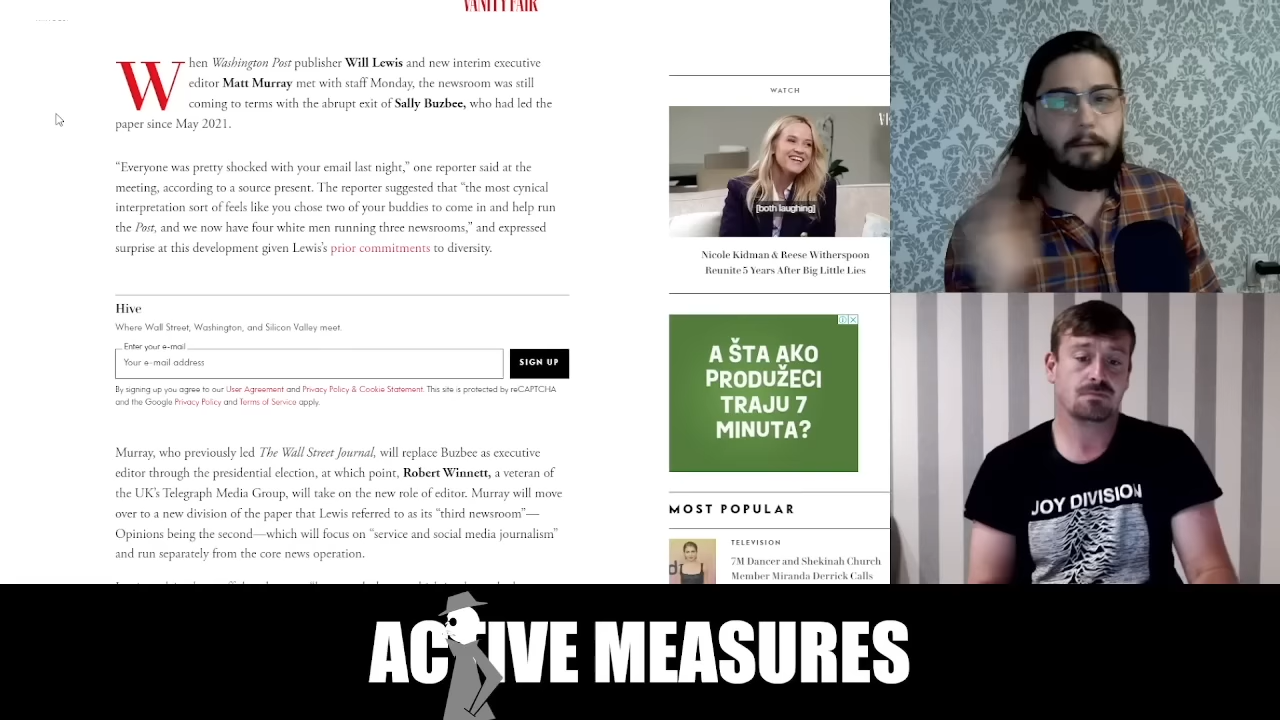 VANITY FAIR
When Washington Post publisher Will Lewis and new interim executive
editor Matt Murray met with staff Monday, the newsroom was still
coming to terms with the abrupt exit of Sally Buzbee, who had led the
paper since May 2021.
“Everyone was pretty shocked with your email last night,” one reporter said at the
meeting, according to a source present. The reporter suggested that “the most cynical
interpretation sort of feels like you chose two of your buddies to come in and help run
the Post, and we now have four white men running three newsrooms,” and expressed
surprise at this development given Lewis’s prior commitments to diversity.
Hive
Where Wall Street, Washington, and Silicon Valley meet.
Enter your e-mail
Your e-mail address
SIGN UP
By signing up you agree to our User Agreement and Privacy Policy & Cookie Statement. This site is protected by reCAPTCHA
and the Google Privacy Policy and Terms of Service apply.
Murray, who previously led The Wall Street Journal, will replace Buzbee as executive
editor through the presidential election, at which point, Robert Winnett, a veteran of
the UK’s Telegraph Media Group, will take on the new role of editor. Murray will move
over to a new division of the paper that Lewis referred to as its “third newsroom”—
Opinions being the second—which will focus on “service and social media journalism”
and run separately from the core news operation.
WATCH
[both laughing]
Nicole Kidman & Reese Witherspoon
Reunite 5 Years After Big Little Lies
A ŠTA AKO
PRODUŽECI
TRAJU 7
MINUTA?
MOST POPULAR
TELEVISION
7M Dancer and Shekinah Church
Member Miranda Derrick Calls
JOY DIVISION
ACTIVE MEASURES